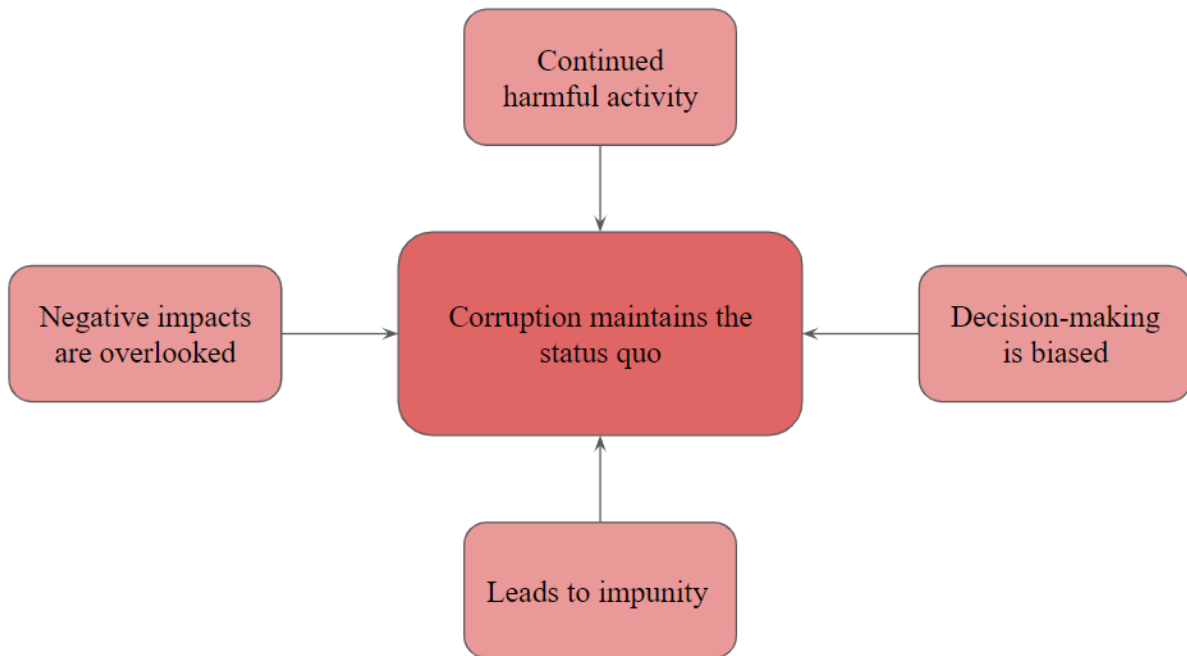 Continued
harmful activity
Negative impacts
are overlooked
Corruption maintains the
status quo
Decision-making
is biased
Leads to impunity